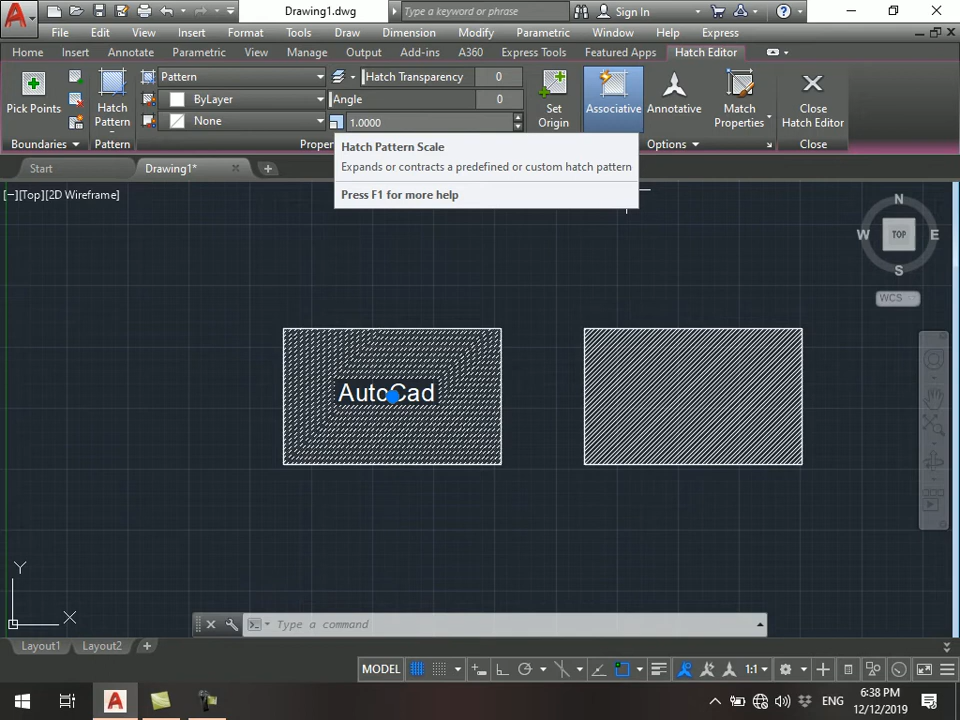 Drawing1.dwg
Type a keyword or phrase
Sign In
File Edit View Insert Format Tools Draw Dimension Modify Parametric Window Help Express
Home Insert Annotate Parametric View Manage Output Add-ins A360 Express Tools Featured Apps Hatch Editor
Pick Points
Hatch
Pattern
Pattern
ByLayer
None
Hatch Transparency 0
Angle 0
1.0000
Set
Origin
Associative
Annotative
Match
Properties
Close
Hatch Editor
Boundaries
Pattern
Proper
Options
Close
Hatch Pattern Scale
Expands or contracts a predefined or custom hatch pattern
Press F1 for more help
Start
Drawing1*
[−][Top][2D Wireframe]
N
W
TOP
E
S
WCS
AutoCad
Y
X
Type a command
Layout1
Layout2
MODEL
1:1
ENG
6:38 PM
12/12/2019